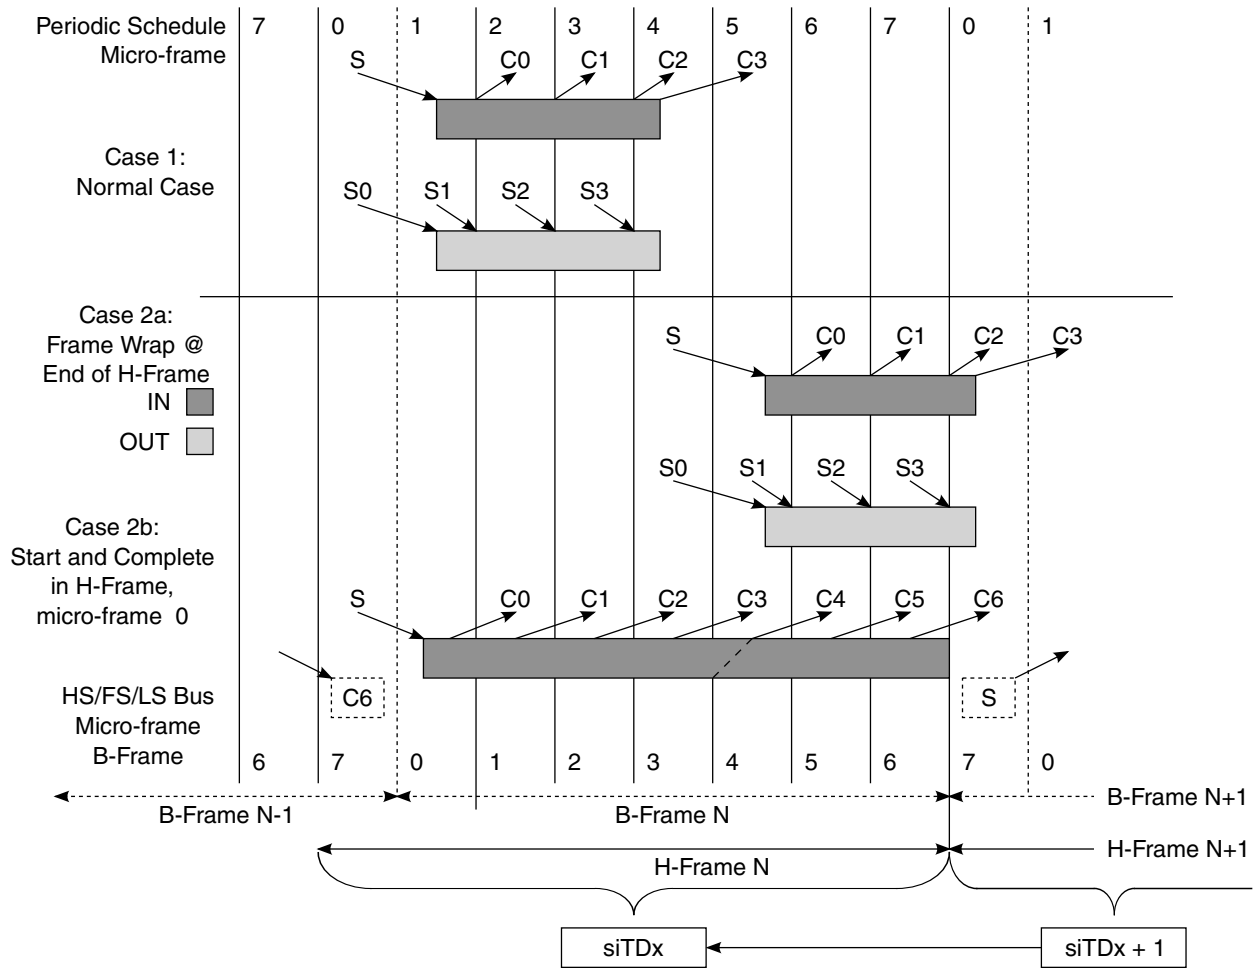 Periodic Schedule 7 0 1 2 3 4 5 6 7 0 1
Micro-frame
S C0 C1 C2 C3
Case 1:
Normal Case
S0 S1 S2 S3
Case 2a:
Frame Wrap @
End of H-Frame
S C0 C1 C2 C3
IN
OUT
S0 S1 S2 S3
Case 2b:
Start and Complete
in H-Frame,
micro-frame 0
S C0 C1 C2 C3 C4 C5 C6
C6 S
HS/FS/LS Bus
Micro-frame
B-Frame
6 7 0 1 2 3 4 5 6 7 0
B-Frame N-1 B-Frame N B-Frame N+1
H-Frame N H-Frame N+1
siTDx siTDx + 1